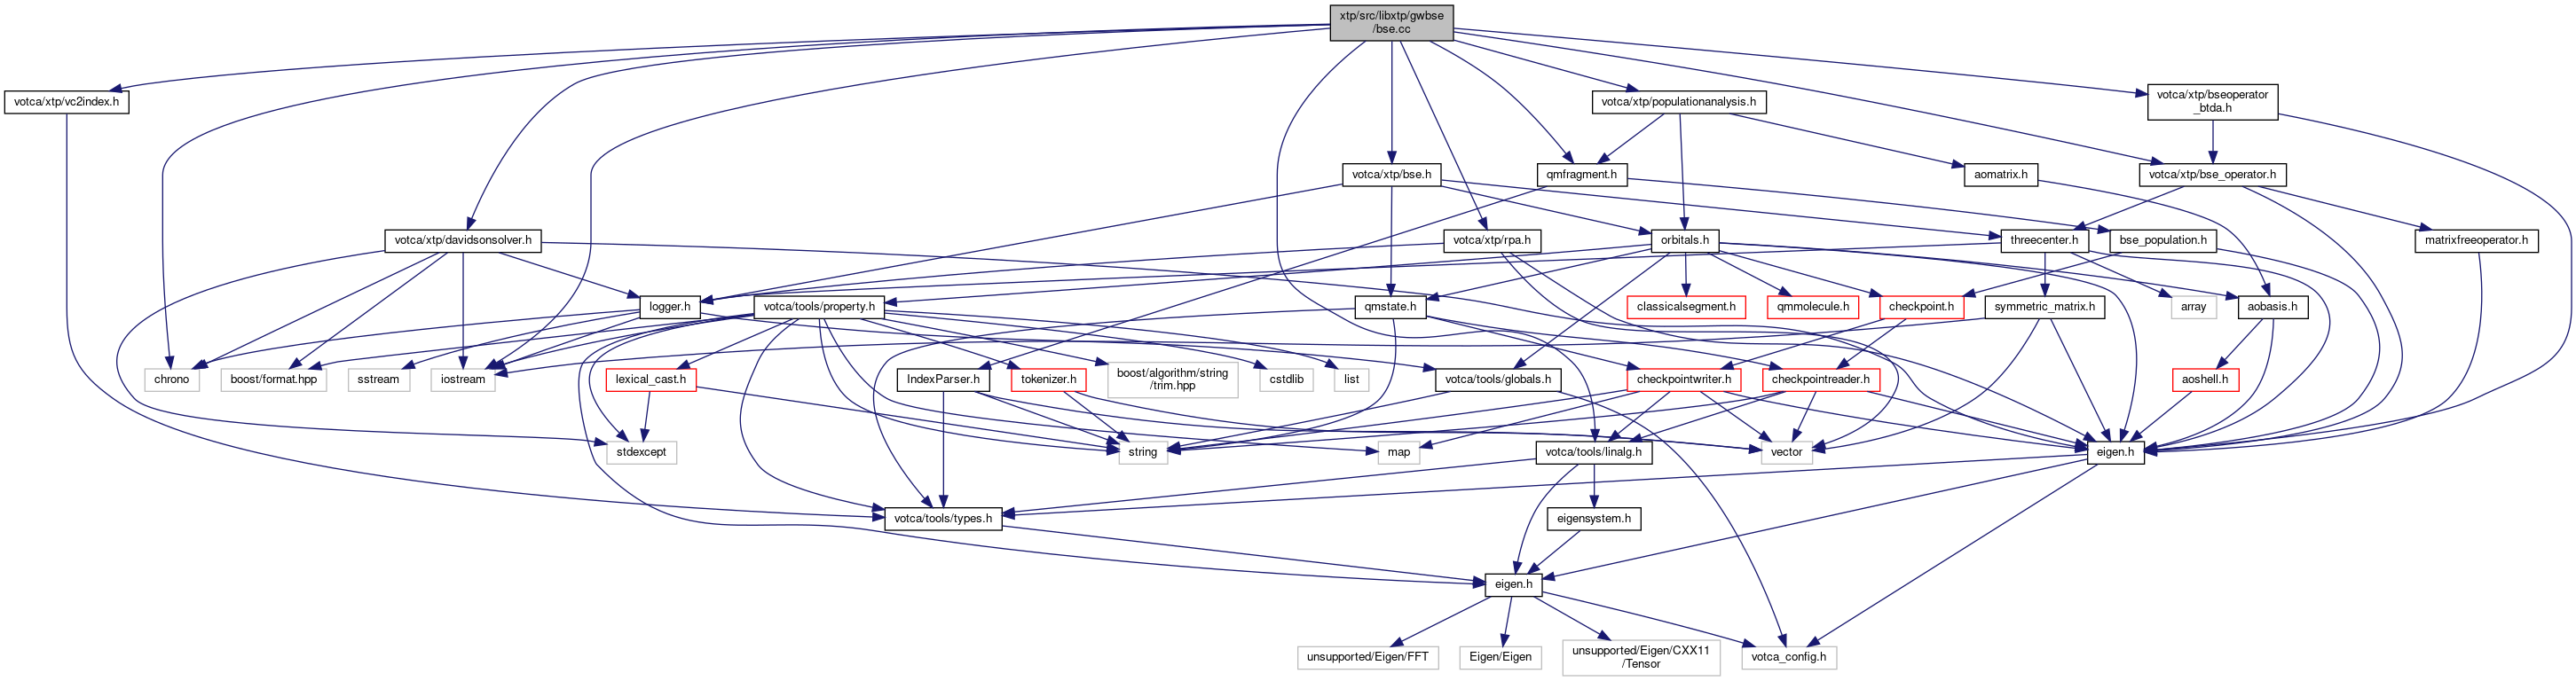 xtp/src/libxtp/gwbse
/bse.cc
votca/xtp/vc2index.h
votca/xtp/populationanalysis.h
votca/xtp/bseoperator
_btda.h
votca/xtp/bse.h
qmfragment.h
aomatrix.h
votca/xtp/bse_operator.h
votca/xtp/davidsonsolver.h
votca/xtp/rpa.h
orbitals.h
threecenter.h
bse_population.h
matrixfreeoperator.h
logger.h
votca/tools/property.h
qmstate.h
classicalsegment.h
qmmolecule.h
checkpoint.h
symmetric_matrix.h
array
aobasis.h
chrono
boost/format.hpp
sstream
iostream
lexical_cast.h
IndexParser.h
tokenizer.h
boost/algorithm/string
/trim.hpp
cstdlib
list
votca/tools/globals.h
checkpointwriter.h
checkpointreader.h
aoshell.h
stdexcept
string
map
votca/tools/linalg.h
vector
eigen.h
votca/tools/types.h
eigensystem.h
eigen.h
unsupported/Eigen/FFT
Eigen/Eigen
unsupported/Eigen/CXX11
/Tensor
votca_config.h